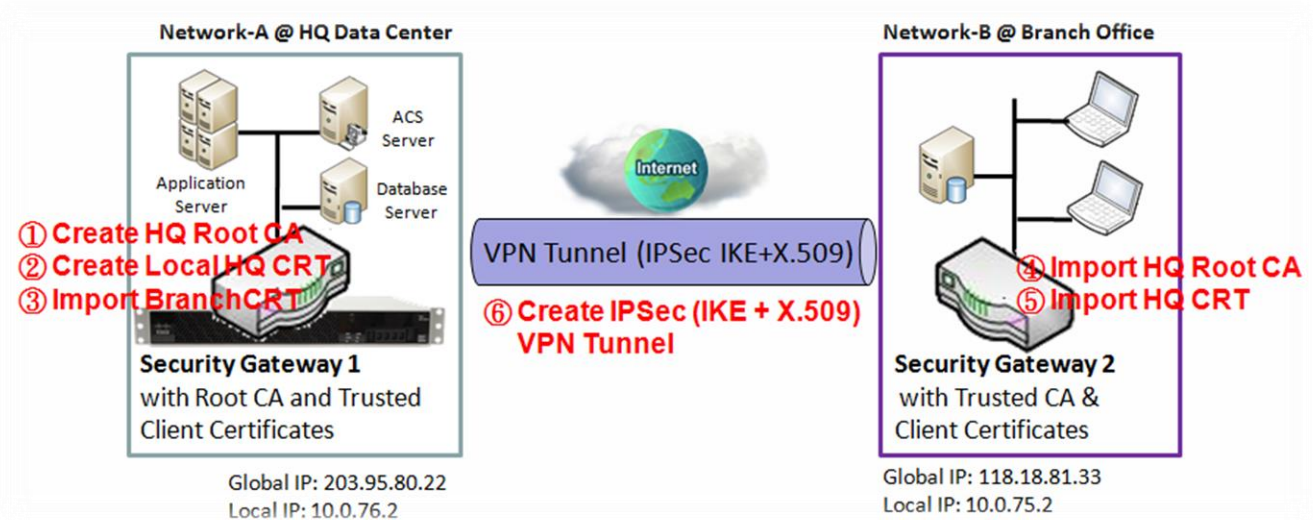 Network-A @ HQ Data Center
Application
Server
ACS
Server
Database
Server
① Create HQ Root CA
② Create Local HQ CRT
③ Import BranchCRT
Security Gateway 1
with Root CA and Trusted
Client Certificates
Global IP: 203.95.80.22
Local IP: 10.0.76.2
Internet
VPN Tunnel (IPSec IKE+X.509)
⑥ Create IPSec (IKE + X.509)
VPN Tunnel
Network-B @ Branch Office
④ Import HQ Root CA
⑤ Import HQ CRT
Security Gateway 2
with Trusted CA &
Client Certificates
Global IP: 118.18.81.33
Local IP: 10.0.75.2